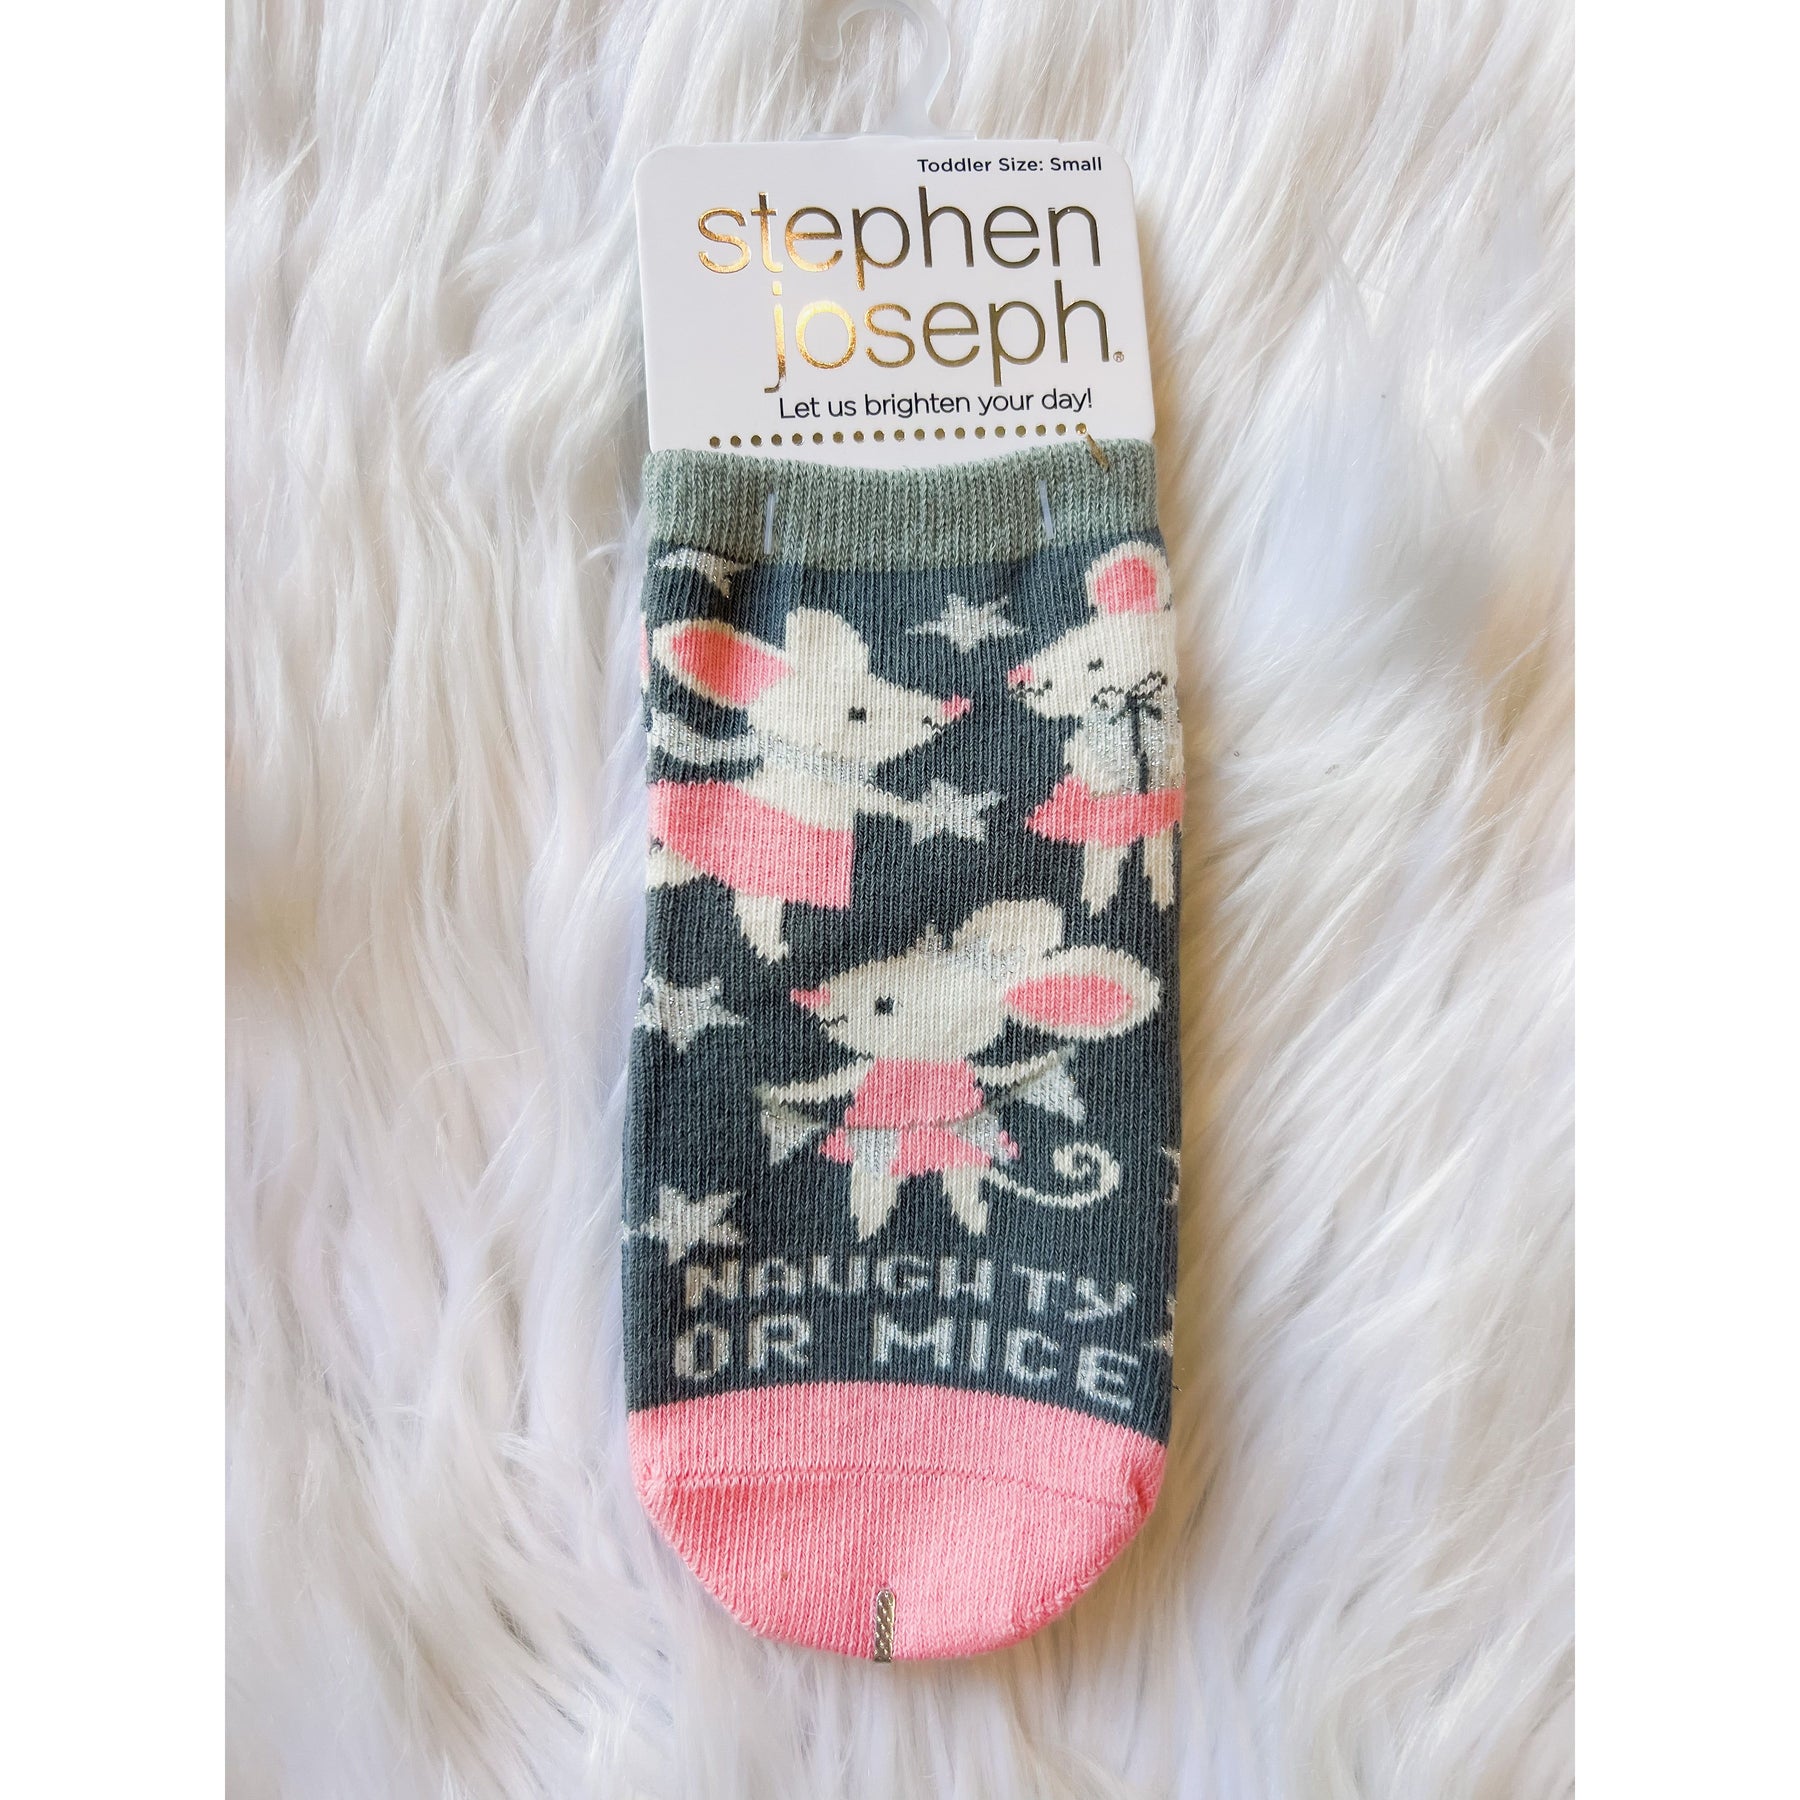 Toddler Size: Small
stephen
joseph®
Let us brighten your day!
NAUGHTY
OR MICE